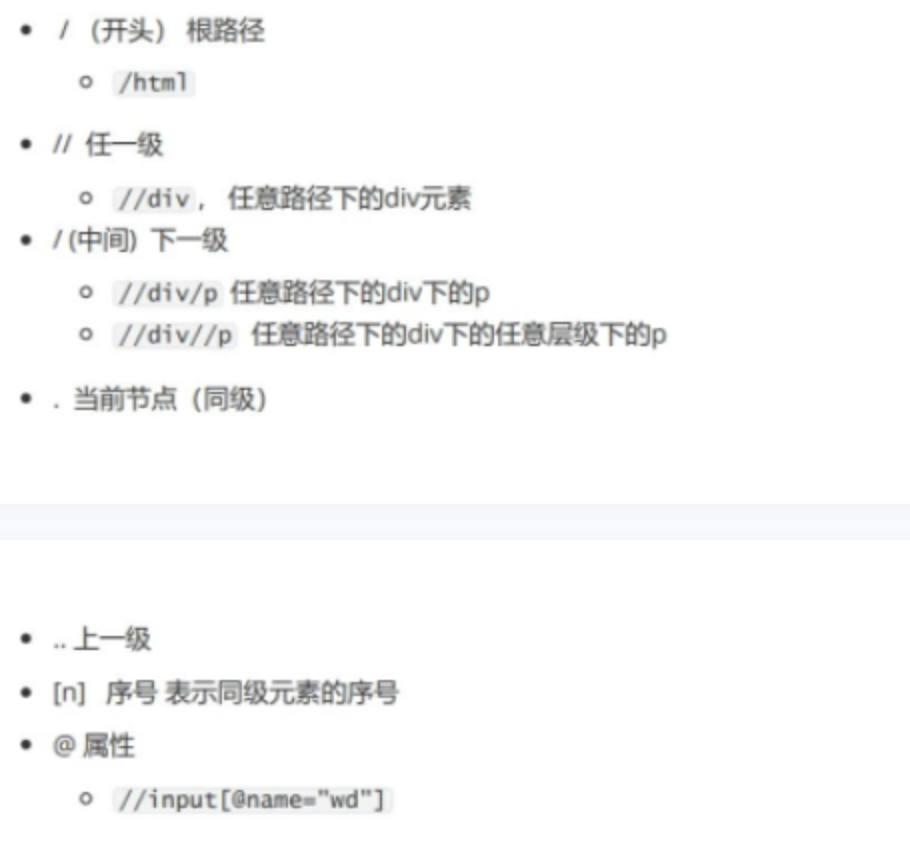 / （开头） 根路径
/html
// 任一级
//div ， 任意路径下的div元素
/ (中间) 下一级
//div/p 任意路径下的div下的p
//div//p 任意路径下的div下的任意层级下的p
. 当前节点（同级）
.. 上一级
[n] 序号 表示同级元素的序号
@ 属性
//input[@name="wd"]